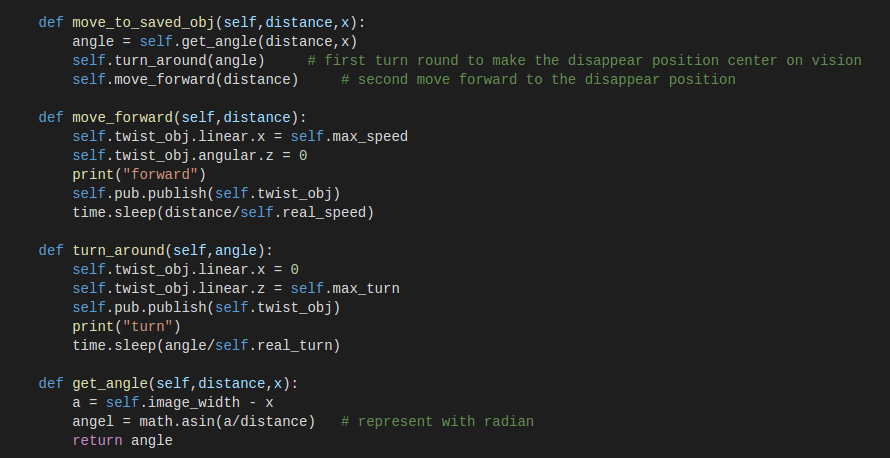 def move_to_saved_obj(self,distance,x):
    angle = self.get_angle(distance,x)
    self.turn_around(angle)     # first turn round to make the disappear position center on vision
    self.move_forward(distance)     # second move forward to the disappear position

def move_forward(self,distance):
    self.twist_obj.linear.x = self.max_speed
    self.twist_obj.angular.z = 0
    print("forward")
    self.pub.publish(self.twist_obj)
    time.sleep(distance/self.real_speed)

def turn_around(self,angle):
    self.twist_obj.linear.x = 0
    self.twist_obj.linear.z = self.max_turn
    self.pub.publish(self.twist_obj)
    print("turn")
    time.sleep(angle/self.real_turn)

def get_angle(self,distance,x):
    a = self.image_width - x
    angel = math.asin(a/distance)   # represent with radian
    return angle